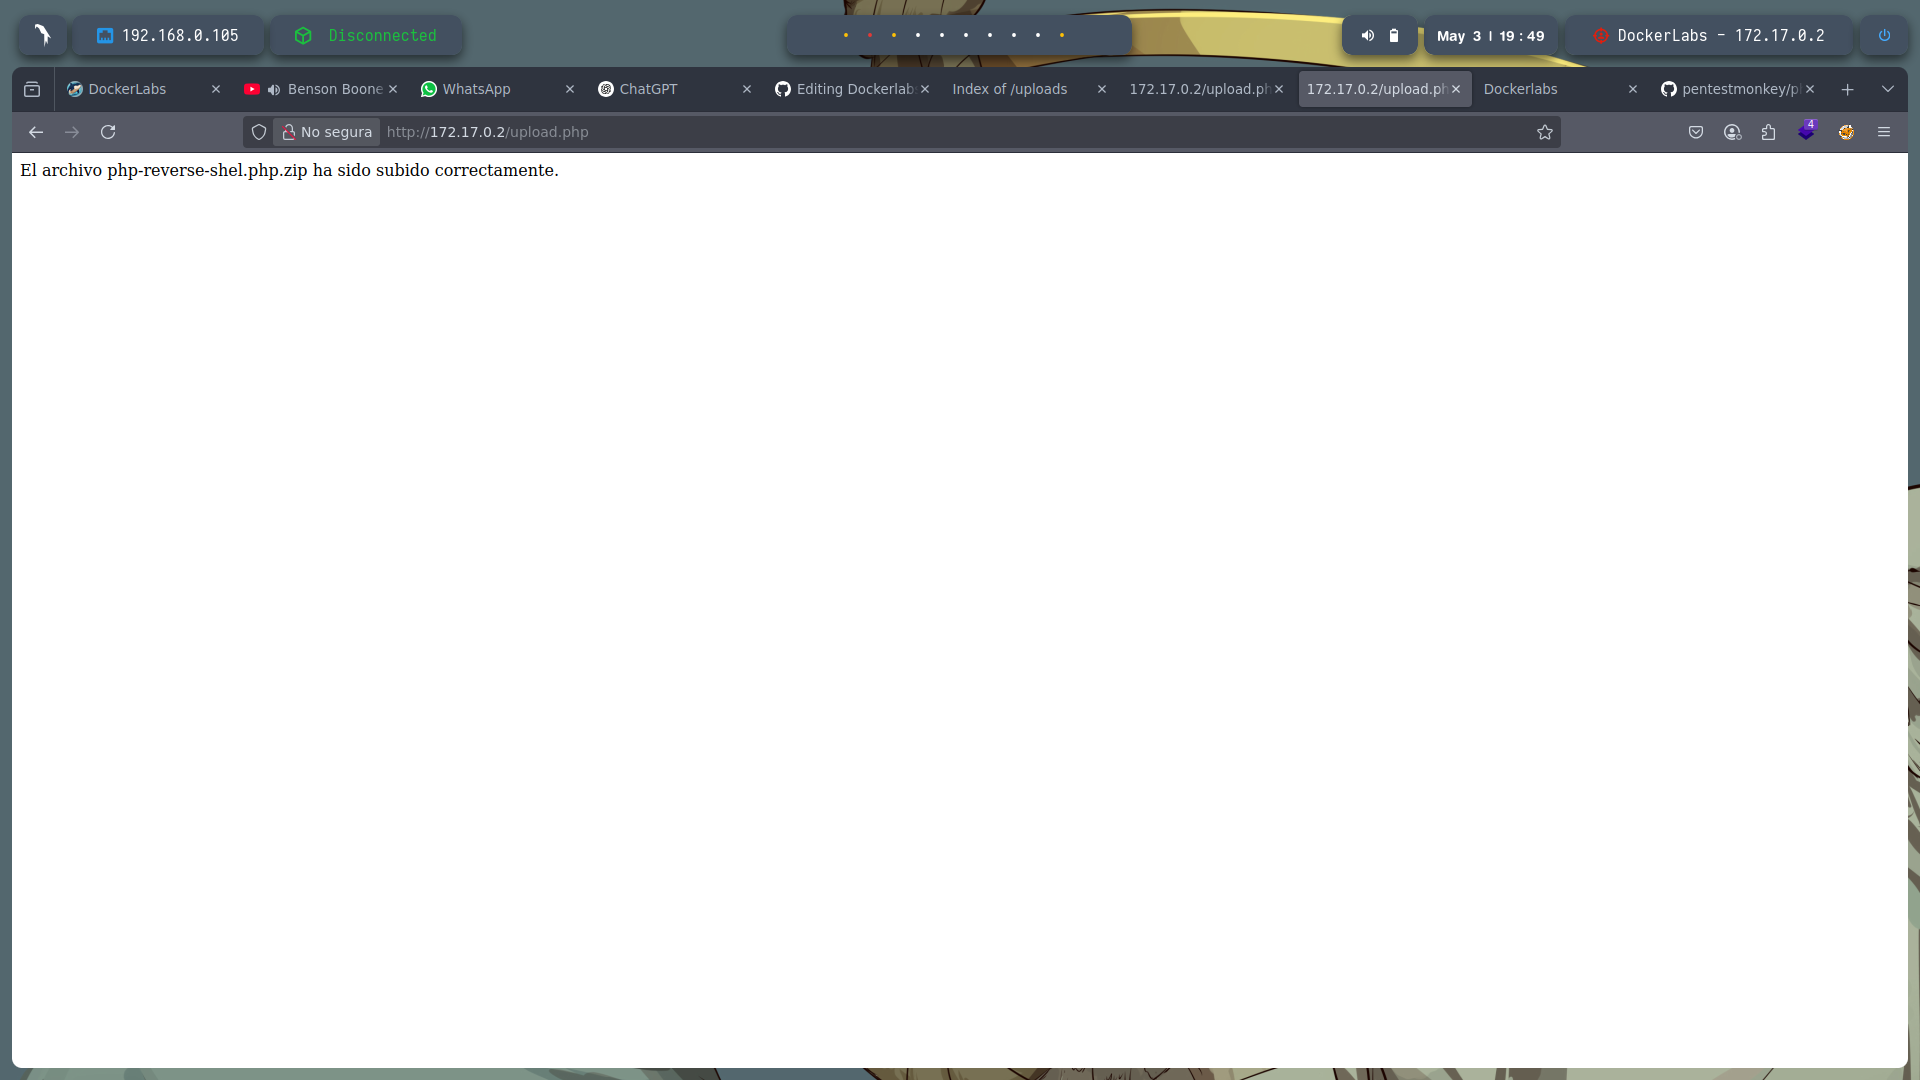 192.168.0.105
Disconnected
May 3 | 19:49
DockerLabs - 172.17.0.2
DockerLabs
Benson Boone
WhatsApp
ChatGPT
Editing Dockerlab
Index of /uploads
172.17.0.2/upload.ph
172.17.0.2/upload.ph
Dockerlabs
pentestmonkey/p
No segura
http://172.17.0.2/upload.php
4
El archivo php-reverse-shel.php.zip ha sido subido correctamente.